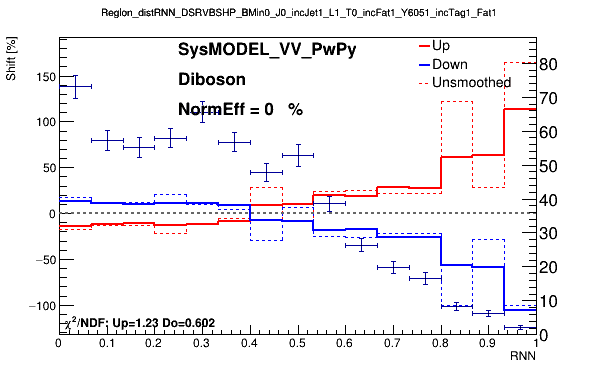 Region_distRNN_DSRVBSHP_BMin0_J0_incJet1_L1_T0_incFat1_Y6051_incTag1_Fat1
Shift [%]
SysMODEL_VV_PwPy
Diboson
NormEff = 0 %
Up
Down
Unsmoothed
150
100
50
0
−50
−100
80
70
60
50
40
30
20
10
0
χ²/NDF: Up=1.23 Do=0.602
0 0.1 0.2 0.3 0.4 0.5 0.6 0.7 0.8 0.9 1
RNN